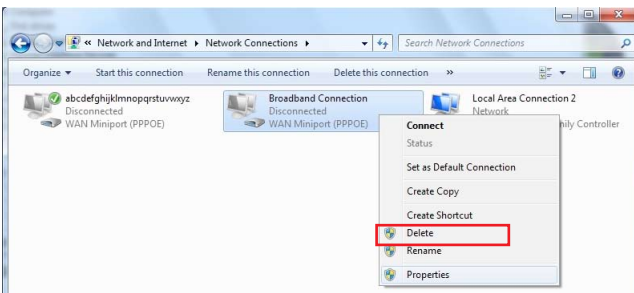 « Network and Internet ▸ Network Connections ▸
Search Network Connections
Organize ▾ Start this connection Rename this connection Delete this connection »
abcdefghijklmnopqrstuvwxyz
Disconnected
WAN Miniport (PPPOE)
Broadband Connection
Disconnected
WAN Miniport (PPPOE)
Local Area Connection 2
Network
ily Controller
Connect
Status
Set as Default Connection
Create Copy
Create Shortcut
Delete
Rename
Properties